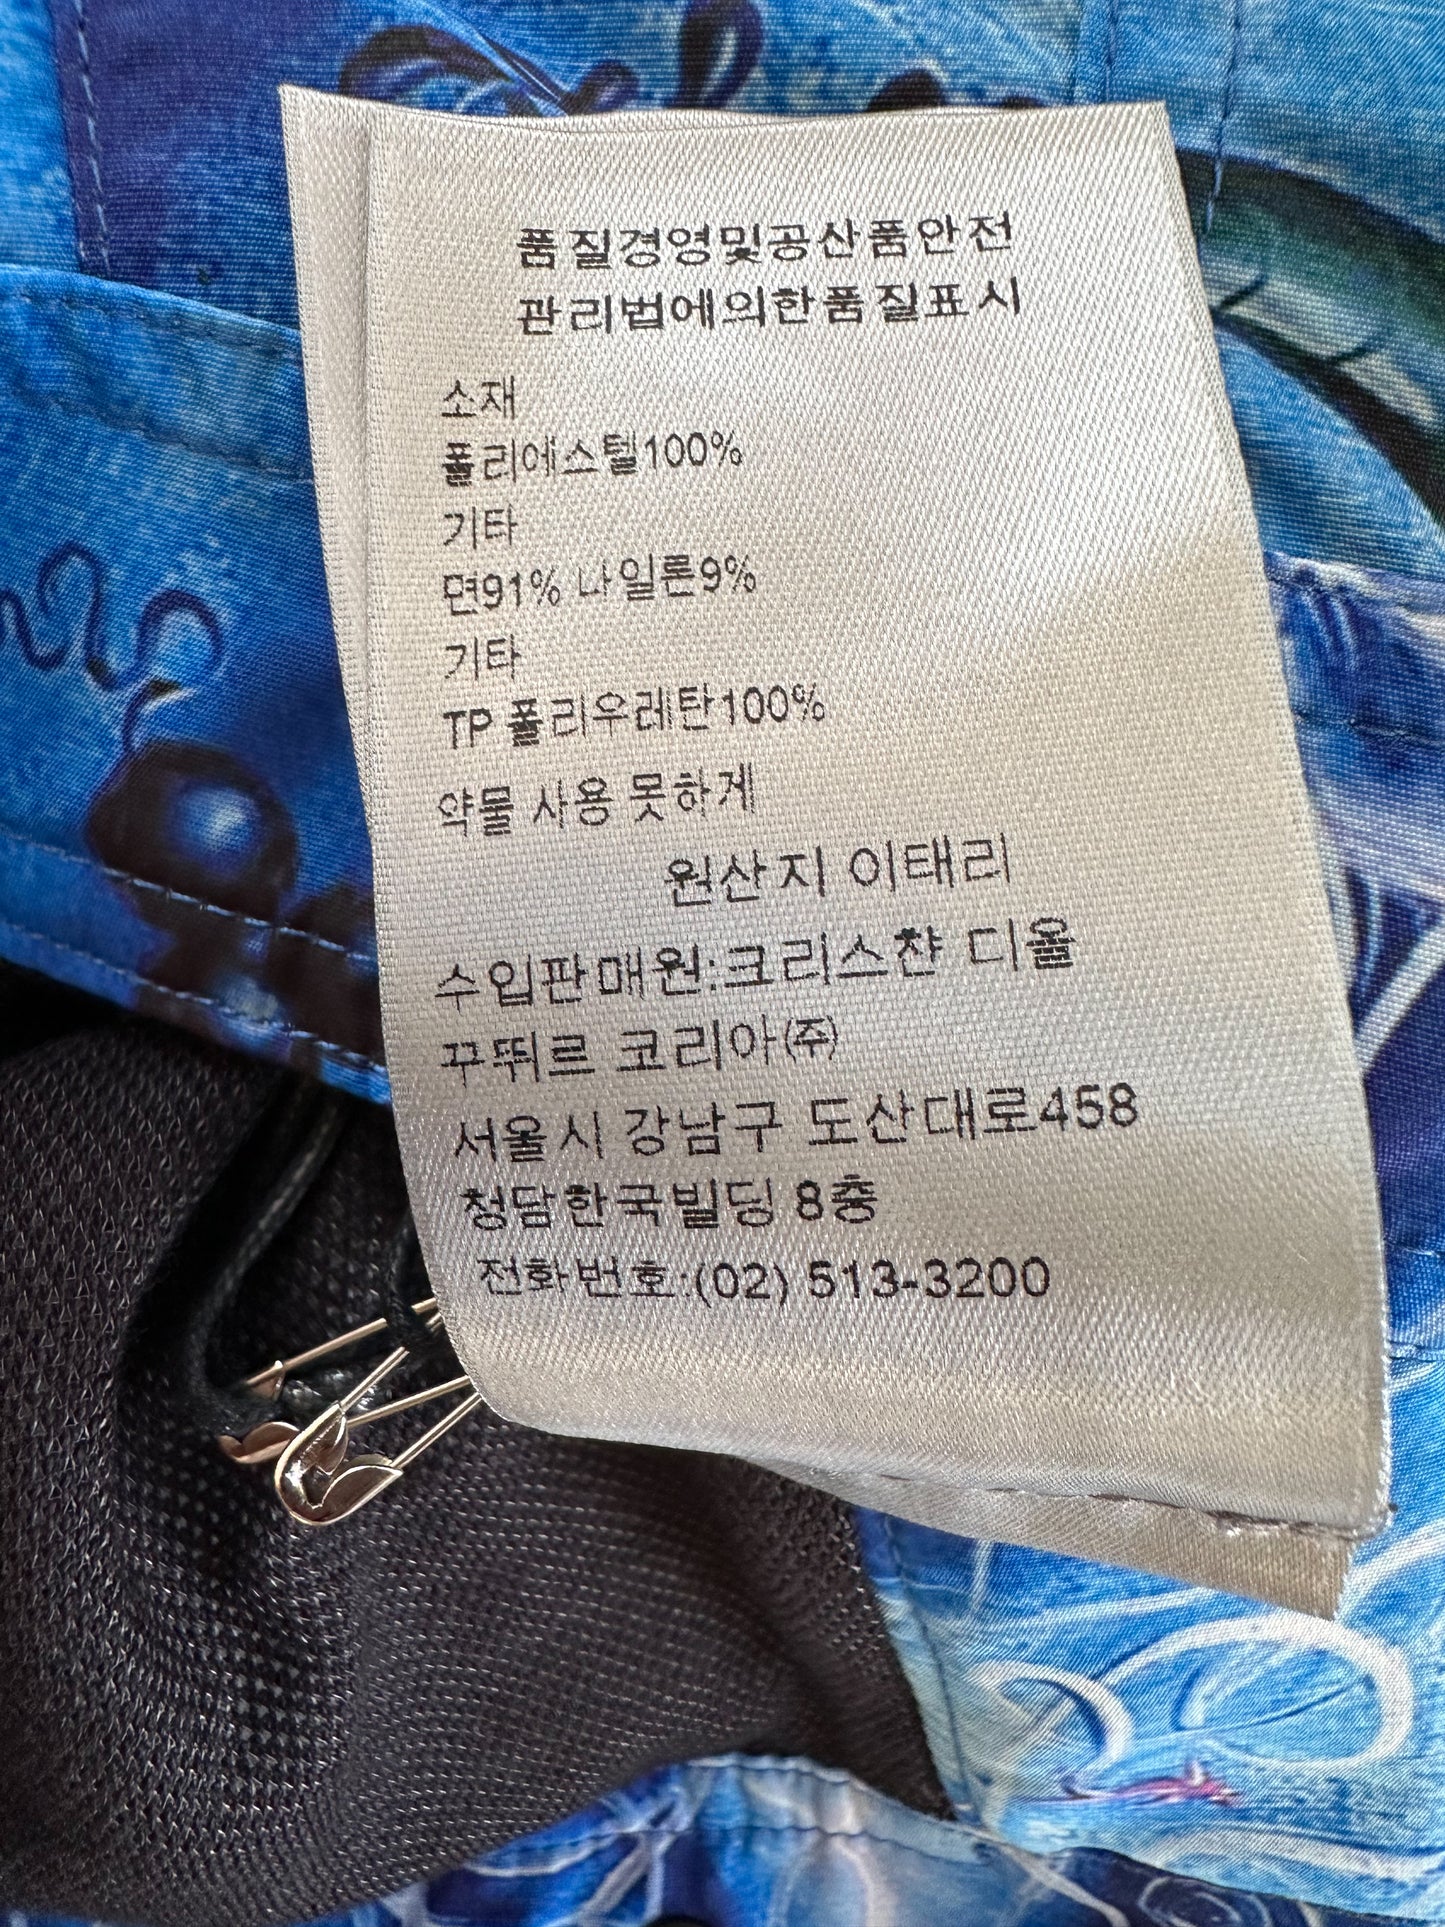 품질경영및공산품안전
관리법에의한품질표시
소재
폴리에스텔100%
기타
면91% 나일론9%
기타
TP 폴리우레탄100%
약물 사용 못하게
원산지 이태리
수입판매원:크리스챤 디올
꾸뛰르 코리아(주)
서울시 강남구 도산대로458
청담한국빌딩 8층
전화번호:(02) 513-3200